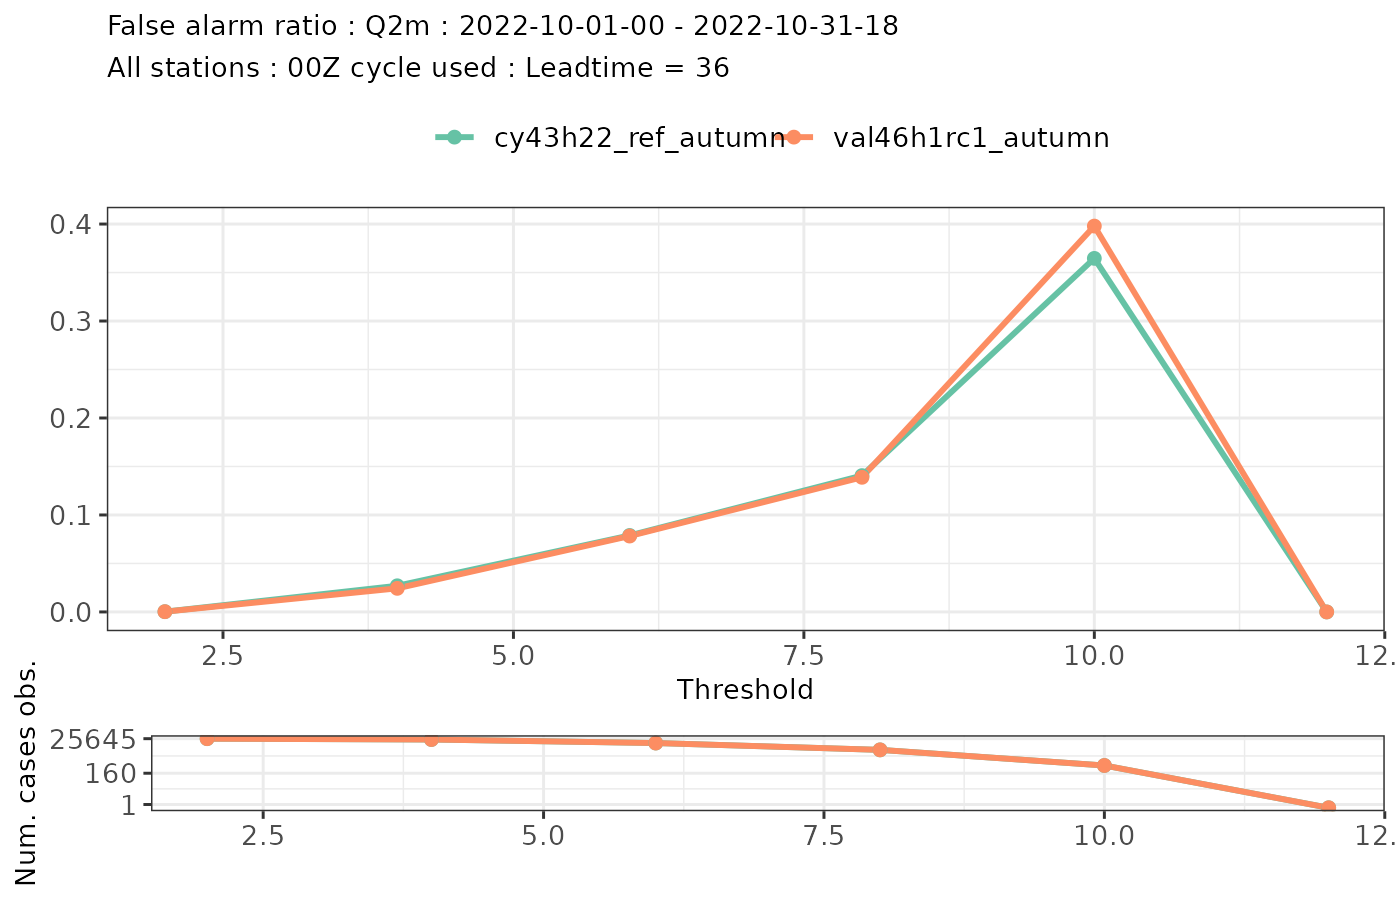 False alarm ratio : Q2m : 2022-10-01-00 - 2022-10-31-18
All stations : 00Z cycle used : Leadtime = 36
cy43h22_ref_autumn val46h1rc1_autumn
0.4
0.3
0.2
0.1
0.0
2.5 5.0 7.5 10.0 12.
Threshold
Num. cases obs.
25645
160
1
2.5 5.0 7.5 10.0 12.